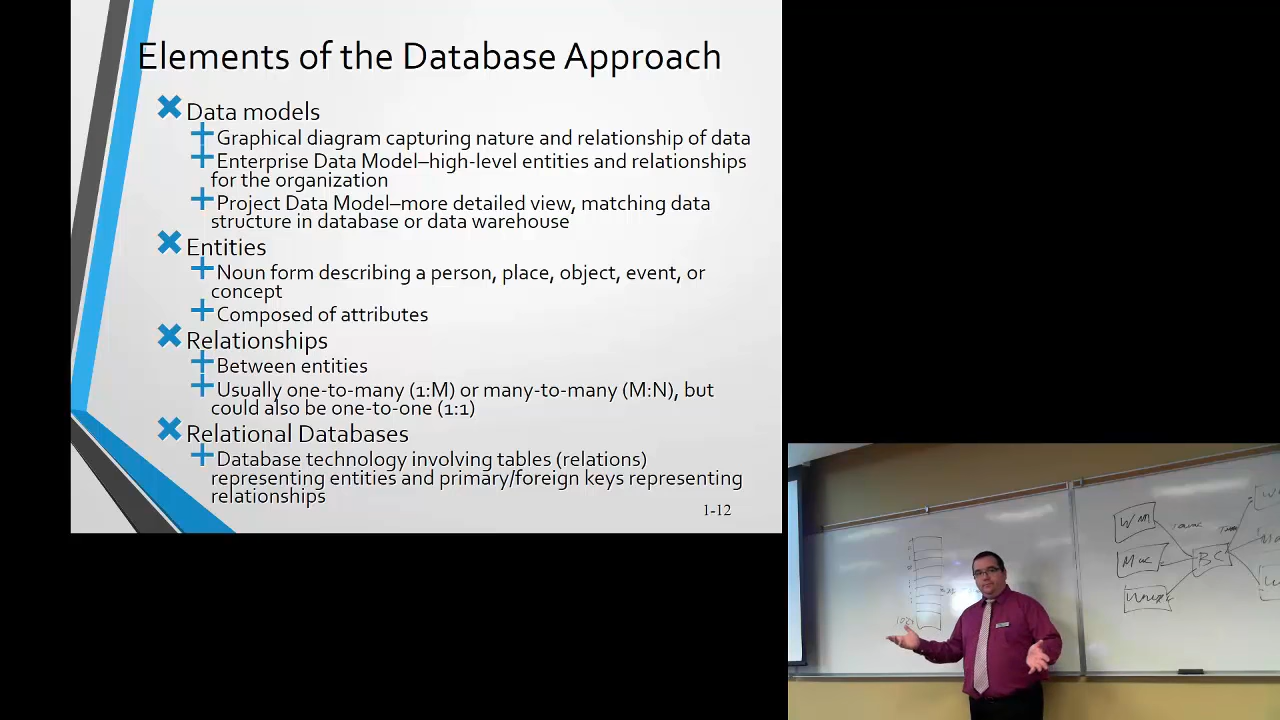 Elements of the Database Approach
Data models
Graphical diagram capturing nature and relationship of data
Enterprise Data Model–high-level entities and relationships
for the organization
Project Data Model–more detailed view, matching data
structure in database or data warehouse
Entities
Noun form describing a person, place, object, event, or
concept
Composed of attributes
Relationships
Between entities
Usually one-to-many (1:M) or many-to-many (M:N), but
could also be one-to-one (1:1)
Relational Databases
Database technology involving tables (relations)
representing entities and primary/foreign keys representing
relationships
1-12
Win
Mac
BC